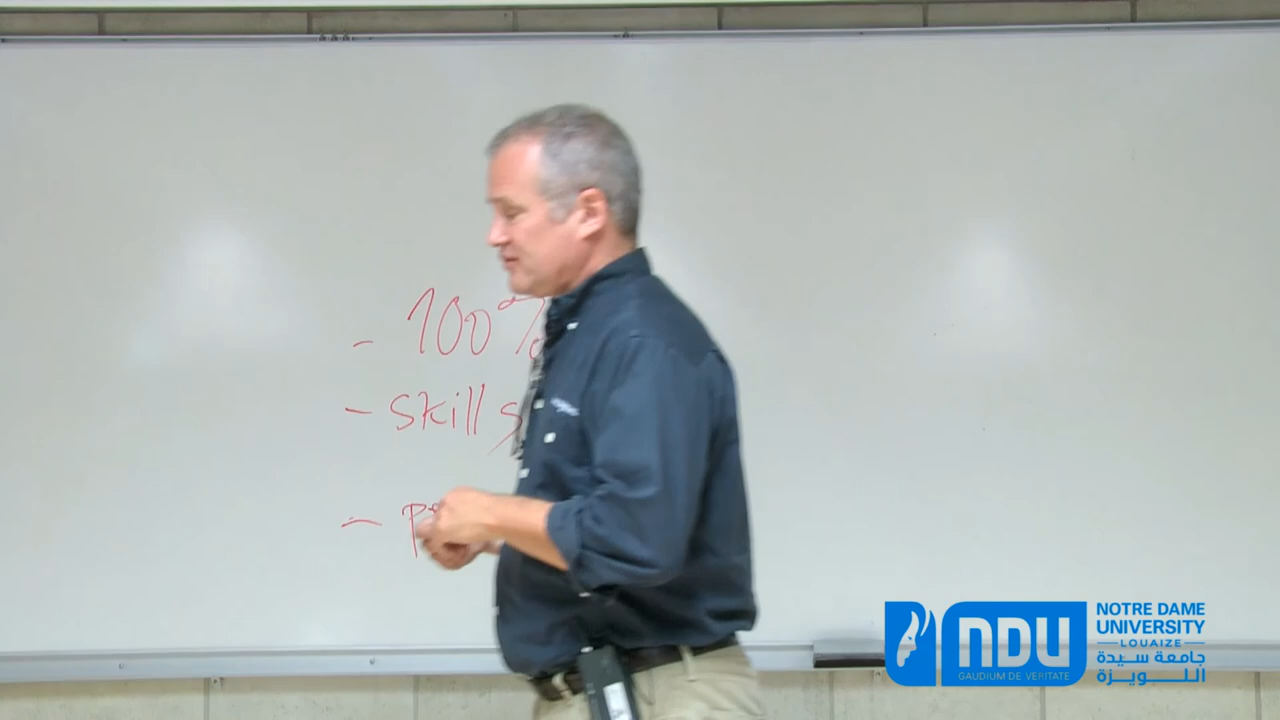 - 100%
- skill
-
NDU
GAUDIUM DE VERITATE
NOTRE DAME
UNIVERSITY
LOUAIZE
جامعة سيدة
اللويزة